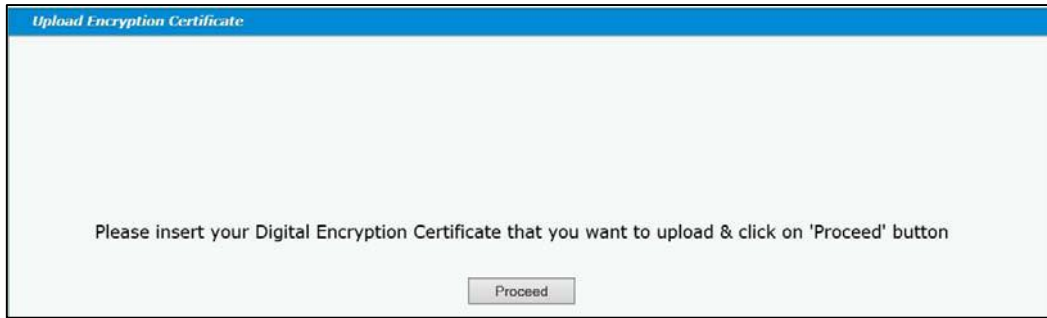 Upload Encryption Certificate
Please insert your Digital Encryption Certificate that you want to upload & click on 'Proceed' button
Proceed